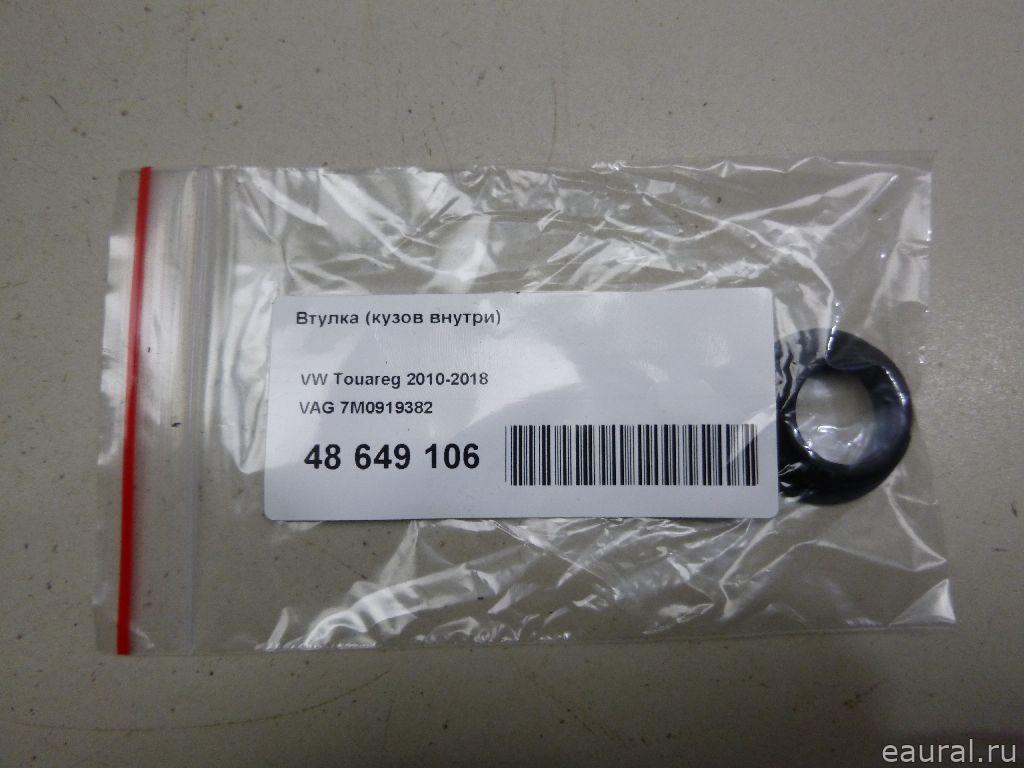 Втулка (кузов внутри)
VW Touareg 2010-2018
VAG 7M0919382
48 649 106
eaural.ru